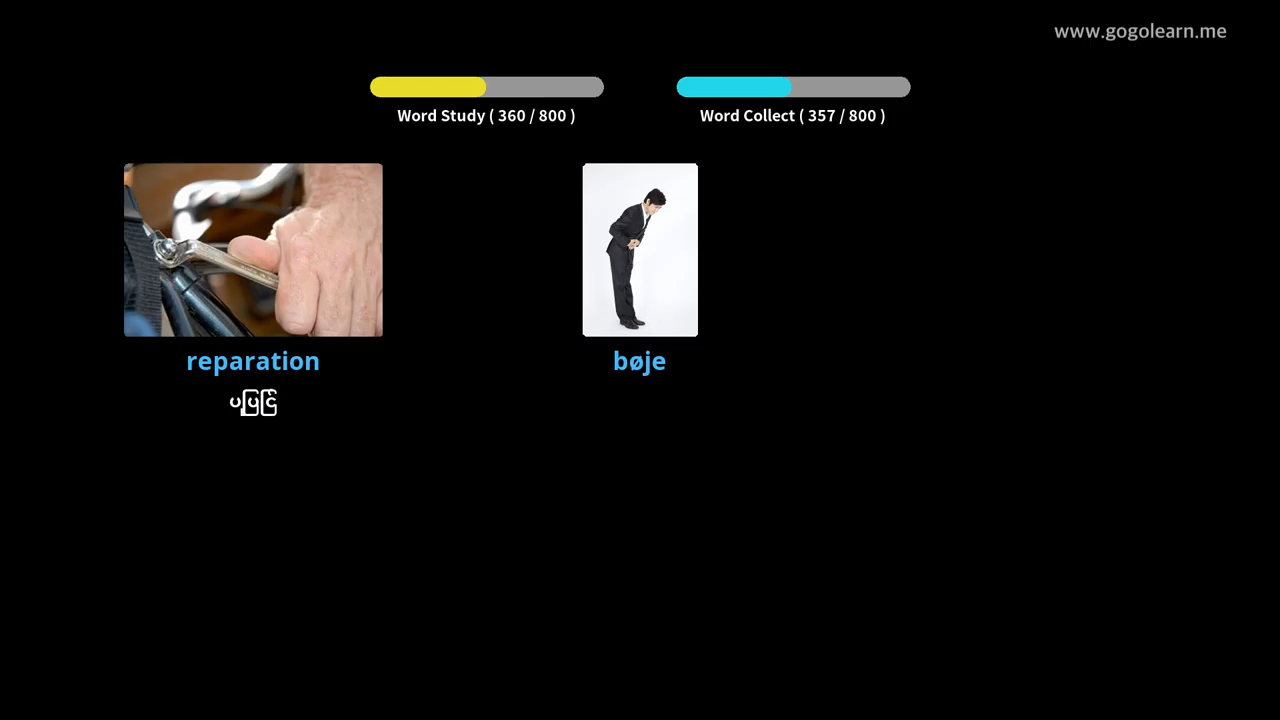 www.gogolearn.me
Word Study ( 360 / 800 )
Word Collect ( 357 / 800 )
reparation
bøje
ပြုပြင်